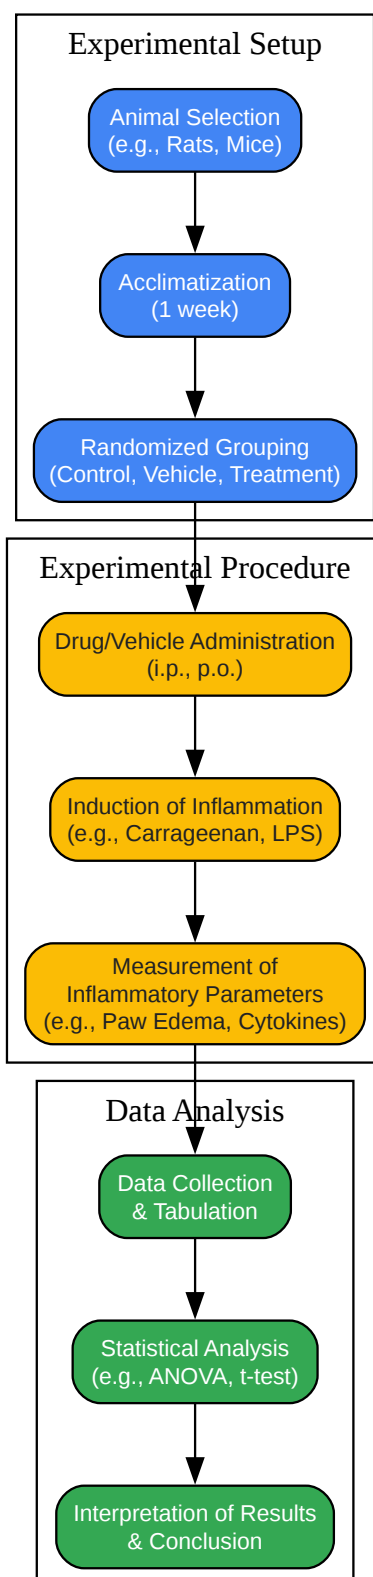 Experimental Setup
Animal Selection
(e.g., Rats, Mice)
Acclimatization
(1 week)
Randomized Grouping
(Control, Vehicle, Treatment)
Experimental Procedure
Drug/Vehicle Administration
(i.p., p.o.)
Induction of Inflammation
(e.g., Carrageenan, LPS)
Measurement of
Inflammatory Parameters
(e.g., Paw Edema, Cytokines)
Data Analysis
Data Collection
& Tabulation
Statistical Analysis
(e.g., ANOVA, t-test)
Interpretation of Results
& Conclusion